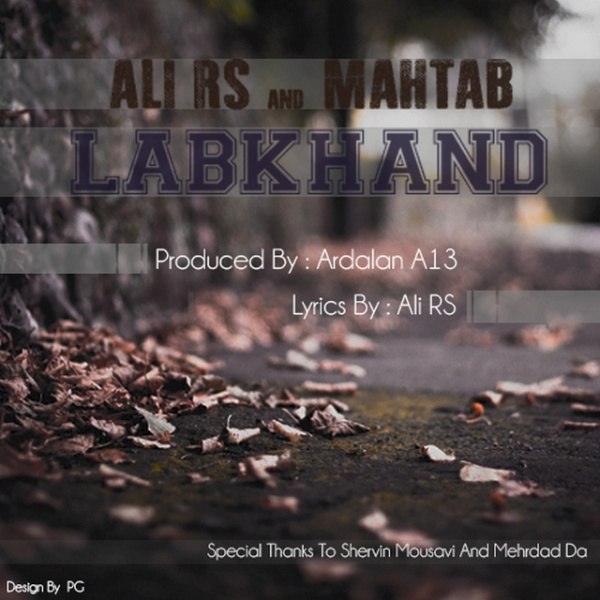 ALI RS AND MAHTAB
LABKHAND
Produced By : Ardalan A13
Lyrics By : Ali RS
Special Thanks To Shervin Mousavi And Mehrdad Da
Design By PG